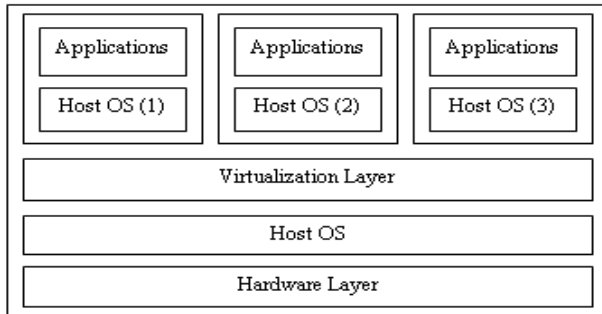 Applications Applications Applications
Host OS (1) Host OS (2) Host OS (3)
Virtualization Layer
Host OS
Hardware Layer